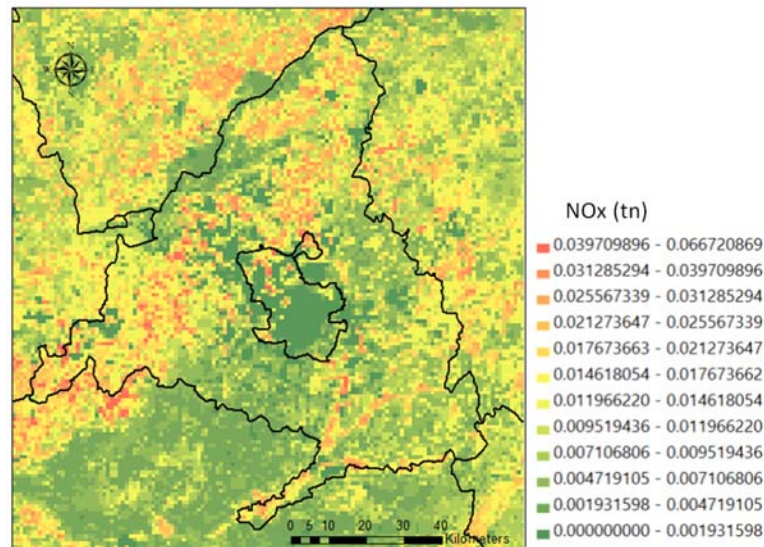 N
NOx (tn)
0.039709896 - 0.066720869
0.031285294 - 0.039709896
0.025567339 - 0.031285294
0.021273647 - 0.025567339
0.017673663 - 0.021273647
0.014618054 - 0.017673662
0.011966220 - 0.014618054
0.009519436 - 0.011966220
0.007106806 - 0.009519436
0.004719105 - 0.007106806
0.001931598 - 0.004719105
0.000000000 - 0.001931598
0 5 10 20 30 40
Kilometers